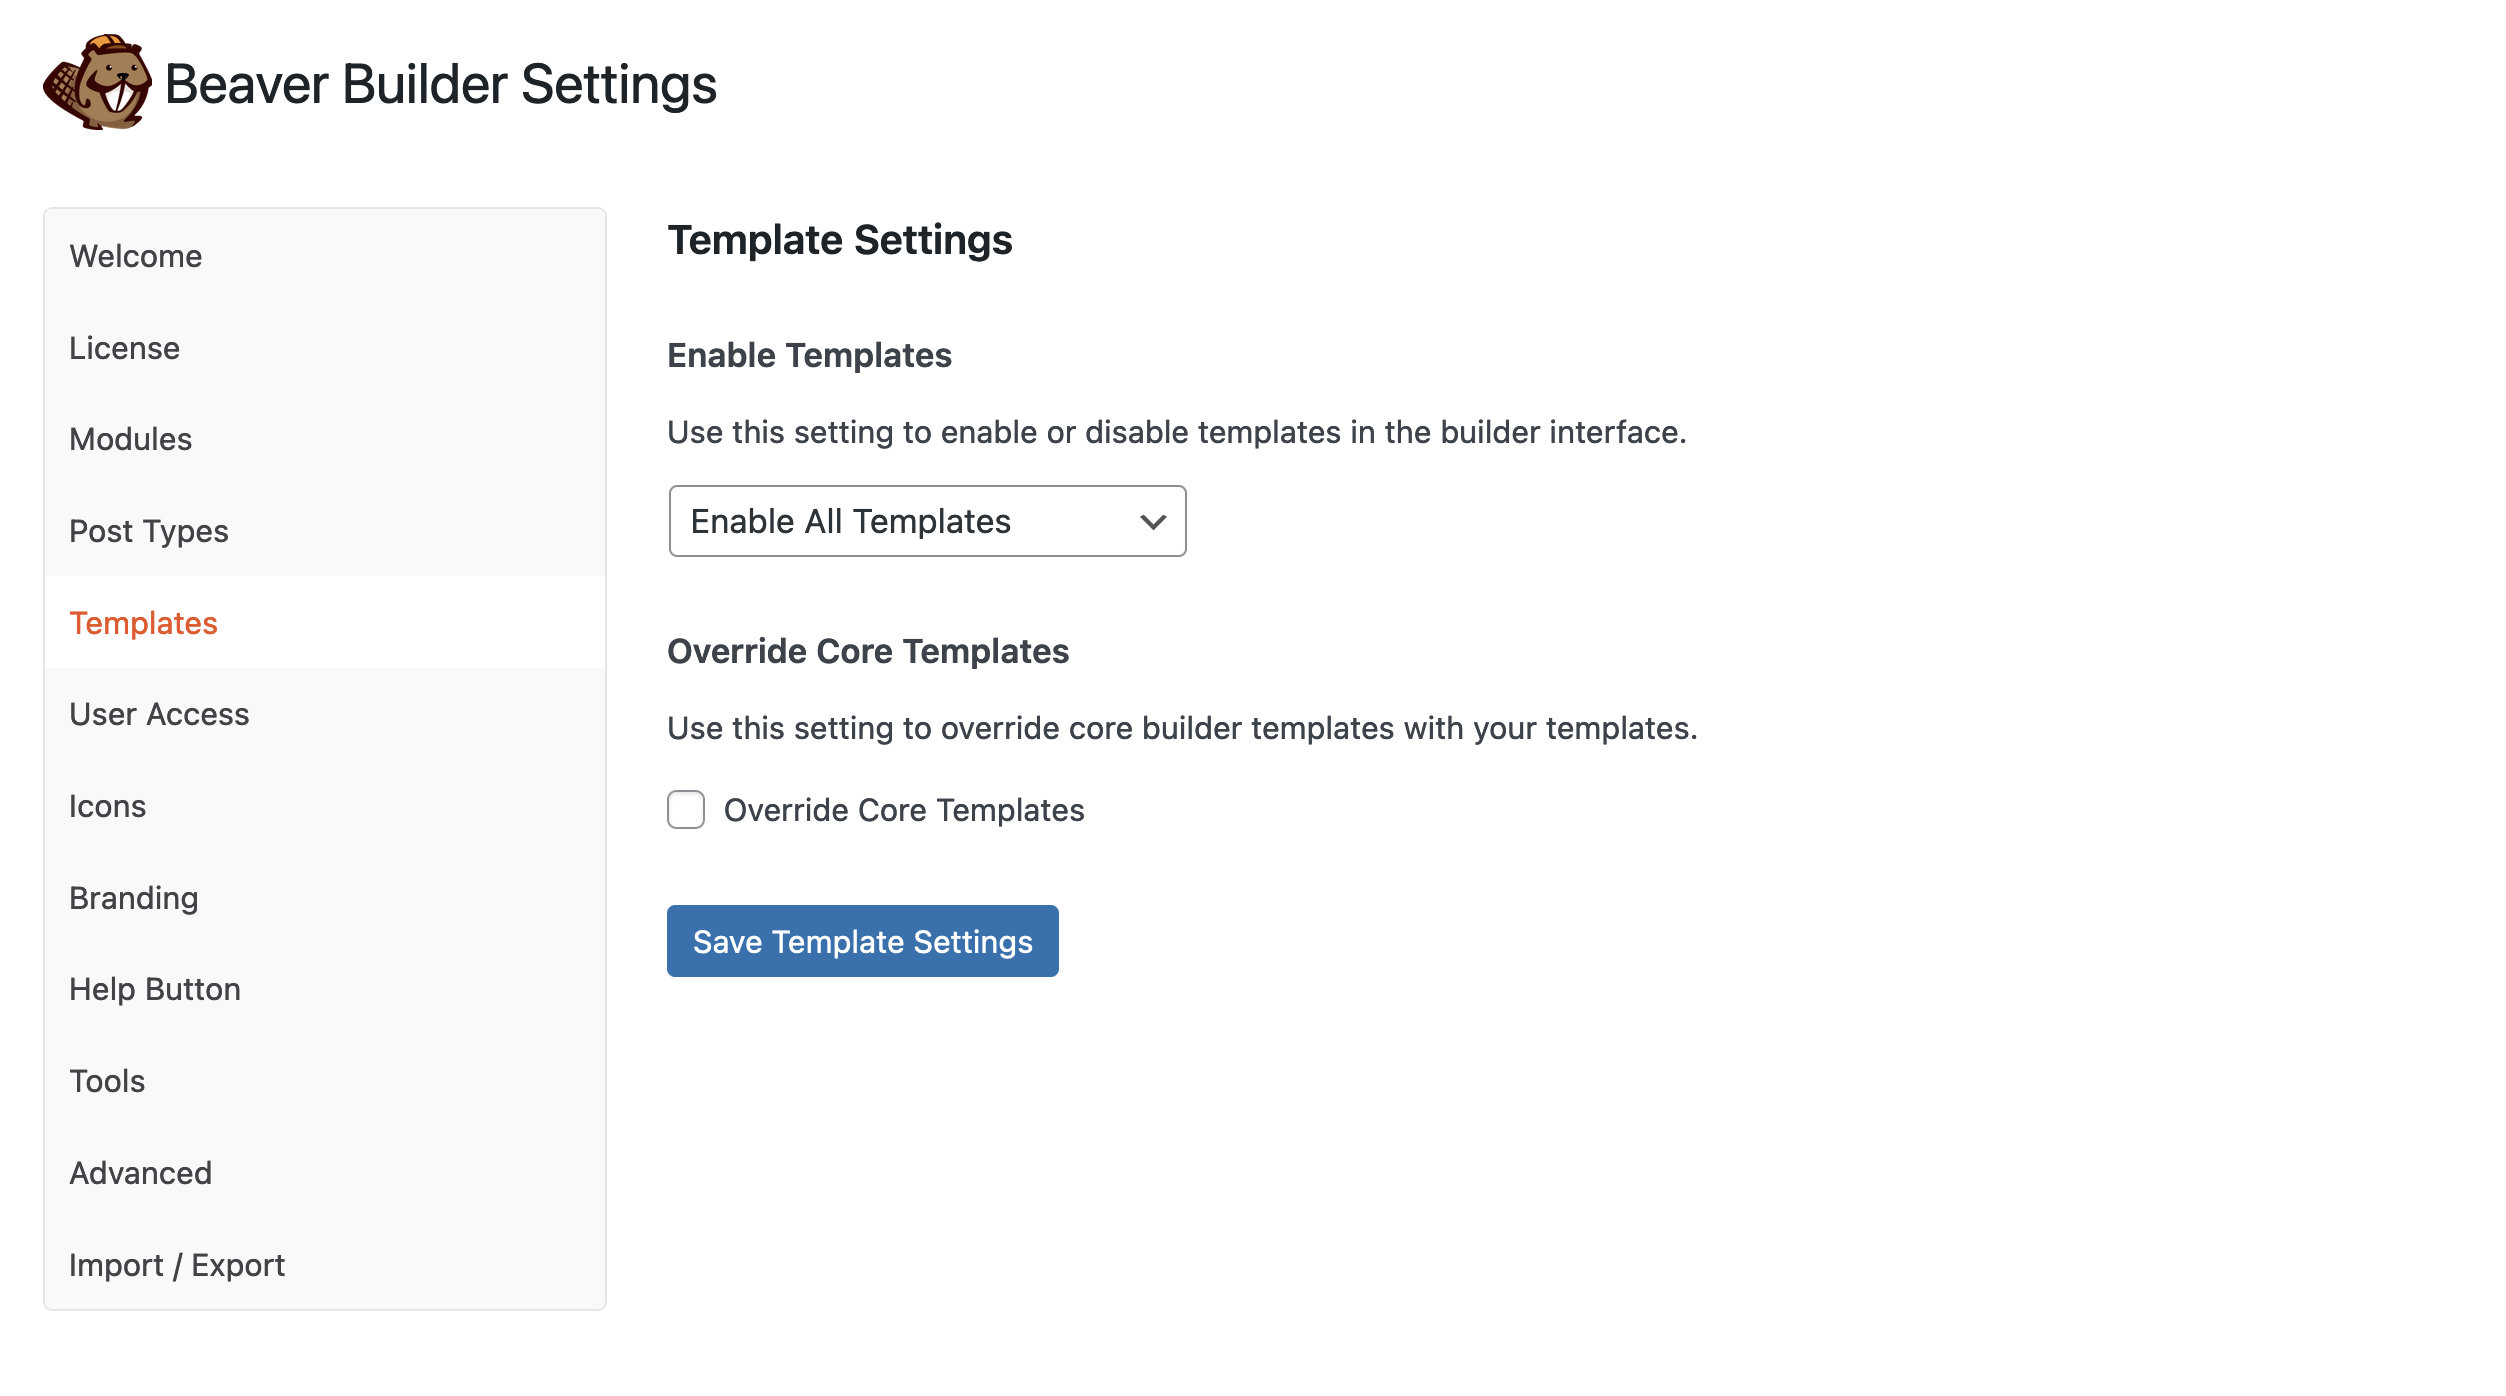 Beaver Builder Settings
Welcome
License
Modules
Post Types
Templates
User Access
Icons
Branding
Help Button
Tools
Advanced
Import / Export
Template Settings
Enable Templates
Use this setting to enable or disable templates in the builder interface.
Enable All Templates
Override Core Templates
Use this setting to override core builder templates with your templates.
Override Core Templates
Save Template Settings